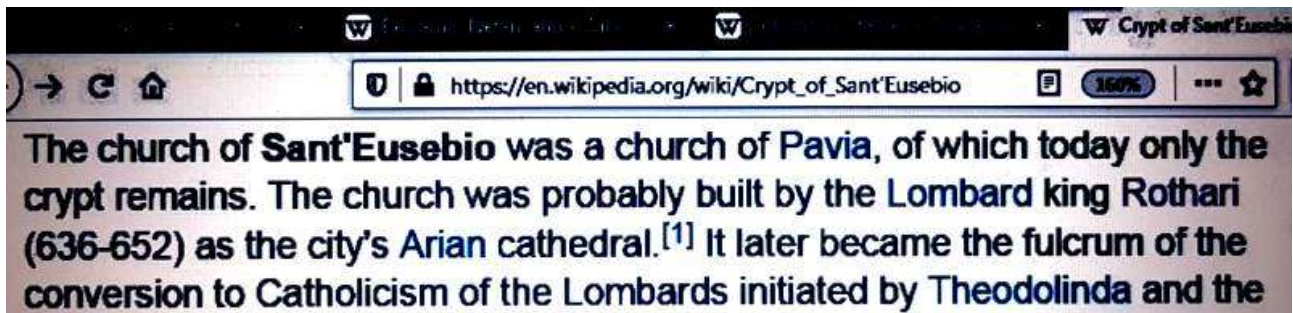 Crypt of Sant'Eusebio
https://en.wikipedia.org/wiki/Crypt_of_Sant'Eusebio 160%
The church of Sant'Eusebio was a church of Pavia, of which today only the
crypt remains. The church was probably built by the Lombard king Rothari
(636-652) as the city's Arian cathedral.[1] It later became the fulcrum of the
conversion to Catholicism of the Lombards initiated by Theodolinda and the